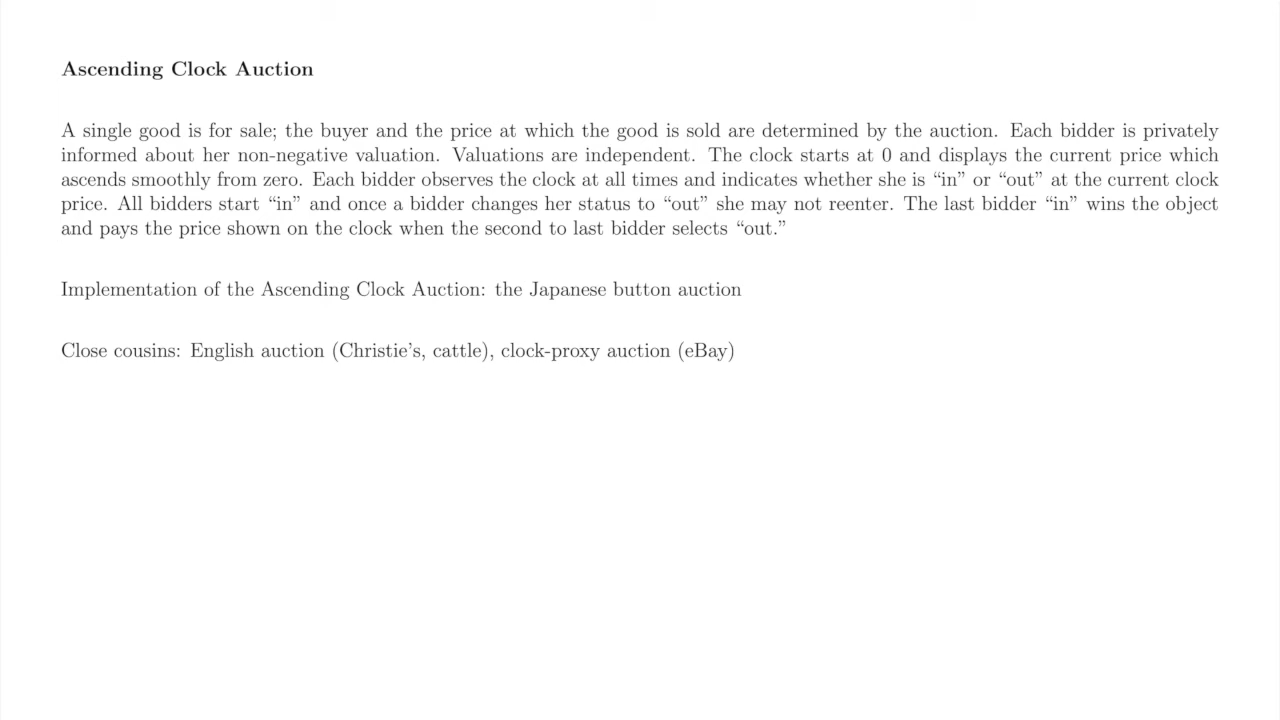 Ascending Clock Auction
A single good is for sale; the buyer and the price at which the good is sold are determined by the auction. Each bidder is privately
informed about her non-negative valuation. Valuations are independent. The clock starts at 0 and displays the current price which
ascends smoothly from zero. Each bidder observes the clock at all times and indicates whether she is “in” or “out” at the current clock
price. All bidders start “in” and once a bidder changes her status to “out” she may not reenter. The last bidder “in” wins the object
and pays the price shown on the clock when the second to last bidder selects “out.”
Implementation of the Ascending Clock Auction: the Japanese button auction
Close cousins: English auction (Christie’s, cattle), clock-proxy auction (eBay)